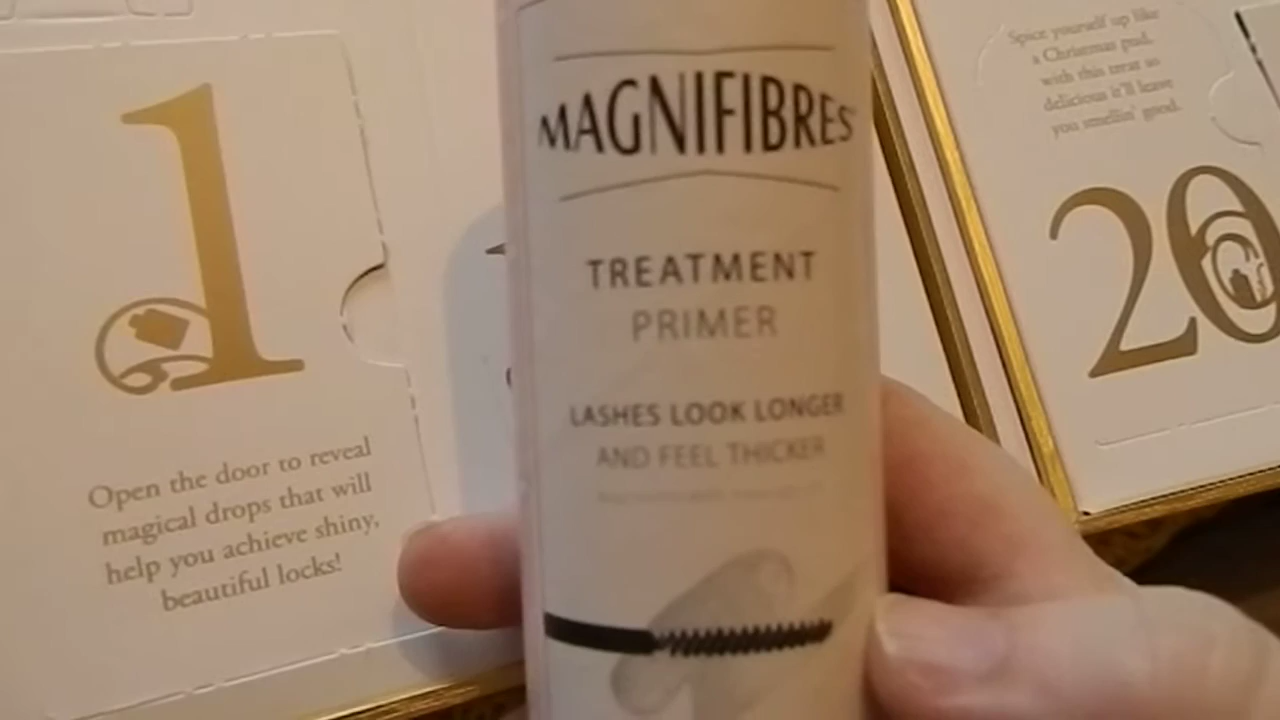 1
Open the door to reveal
magical drops that will
help you achieve shiny,
beautiful locks!
MAGNIFIBRES
TREATMENT
PRIMER
LASHES LOOK LONGER
AND FEEL THICKER
Spice yourself up like
a Christmas pud,
with this treat so
delicious it'll leave
you smellin' good.
20